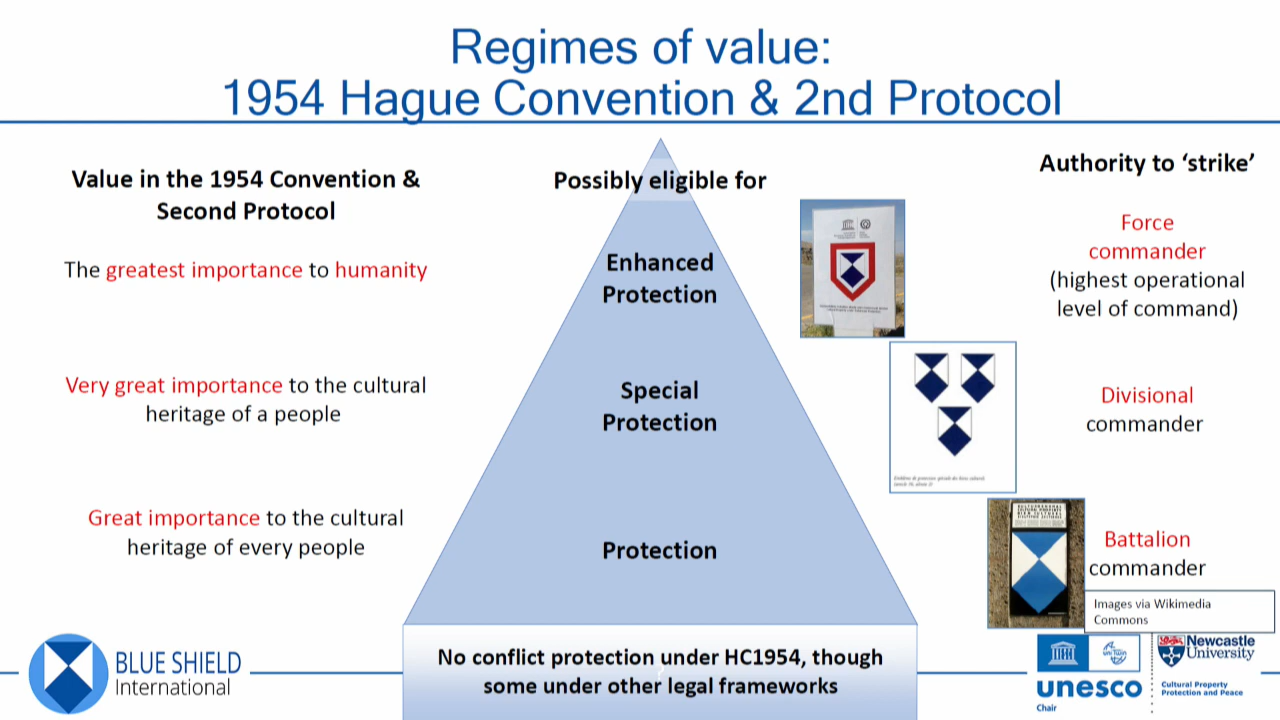 Regimes of value:
1954 Hague Convention & 2nd Protocol
Value in the 1954 Convention &
Second Protocol
Possibly eligible for
Authority to ‘strike’
The greatest importance to humanity
Enhanced
Protection
Force
commander
(highest operational
level of command)
Very great importance to the cultural
heritage of a people
Special
Protection
Divisional
commander
Great importance to the cultural
heritage of every people
Protection
Battalion
commander
Images via Wikimedia
Commons
No conflict protection under HC1954, though
some under other legal frameworks
BLUE SHIELD
International
unesco
Chair
Newcastle
University
Cultural Property
Protection and Peace